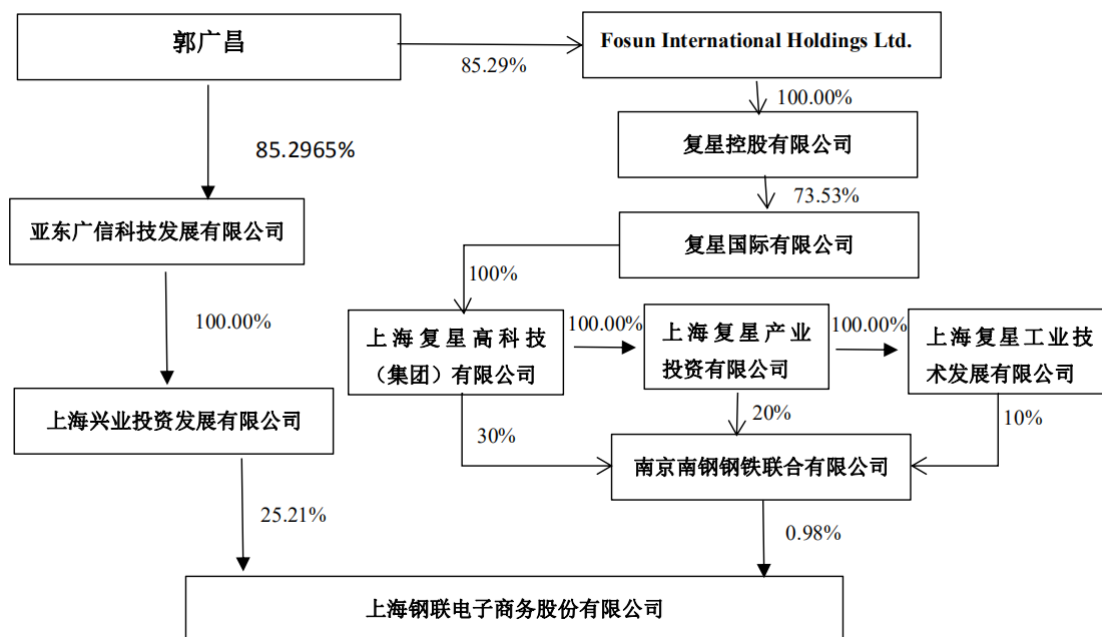 郭广昌
Fosun International Holdings Ltd.
85.29%
100.00%
复星控股有限公司
85.2965%
73.53%
亚东广信科技发展有限公司
复星国际有限公司
100%
100.00%
上海复星高科技
（集团）有限公司
100.00%
上海复星产业
投资有限公司
100.00%
上海复星工业技
术发展有限公司
上海兴业投资发展有限公司
30%
20%
10%
南京南钢钢铁联合有限公司
25.21%
0.98%
上海钢联电子商务股份有限公司